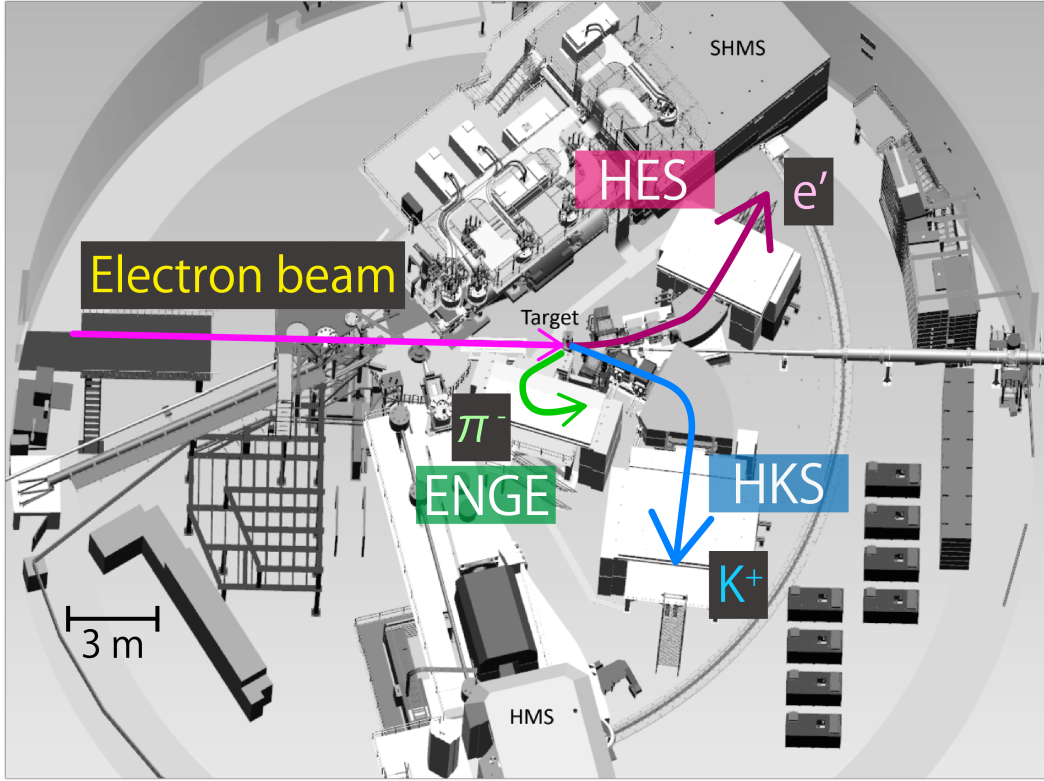 SHMS
HES
e’
Electron beam
Target
π⁻
ENGE
HKS
K⁺
3 m
HMS